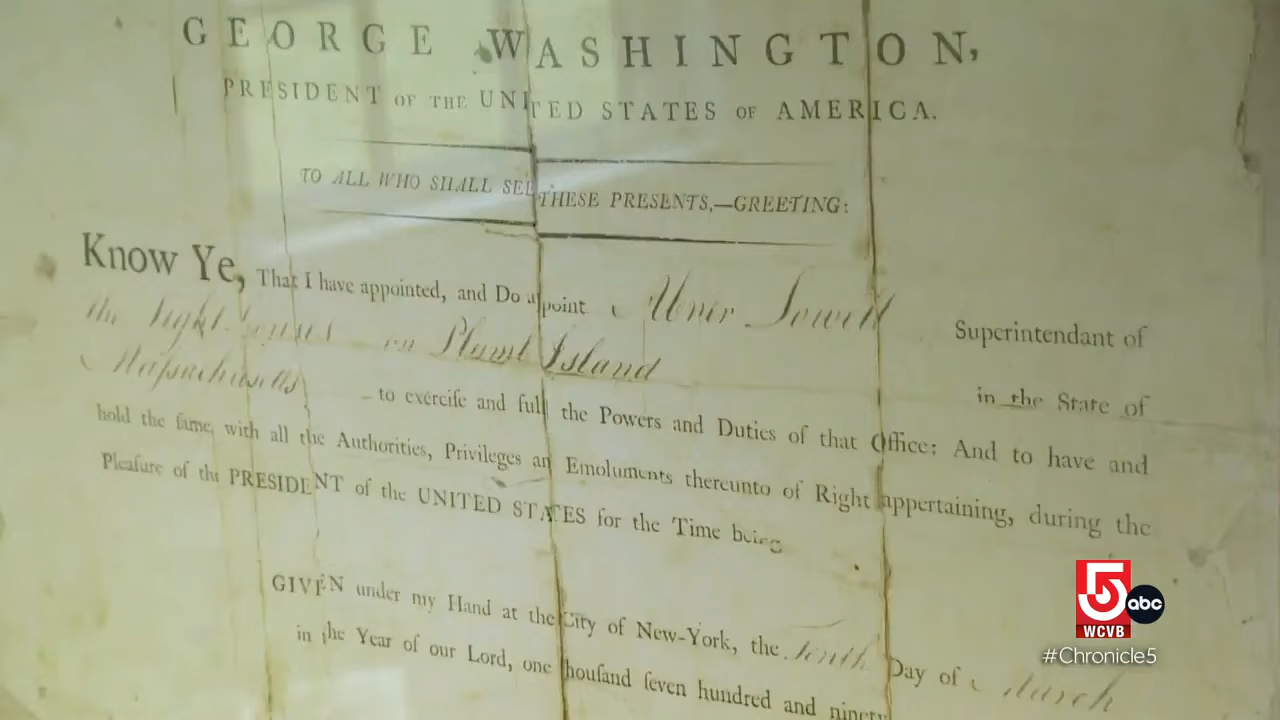 GEORGE WASHINGTON,
PRESIDENT OF THE UNITED STATES OF AMERICA.
TO ALL WHO SHALL SEE THESE PRESENTS,—GREETING:
Know Ye, That I have appointed, and Do appoint Abner Lowell Superintendant of
the Light Houses on Plumb Island in the State of
Massachusetts to exerciſe and full the Powers and Duties of that Office: And to have and
hold the ſame, with all the Authorities, Privileges an Emoluments thereunto of Right appertaining, during the
Pleaſure of the PRESIDENT of the UNITED STATES for the Time being
GIVEN under my Hand at the City of New-York, the Tenth Day of March
in the Year of our Lord, one thouſand ſeven hundred and ninety
5 abc
WCVB
#Chronicle5